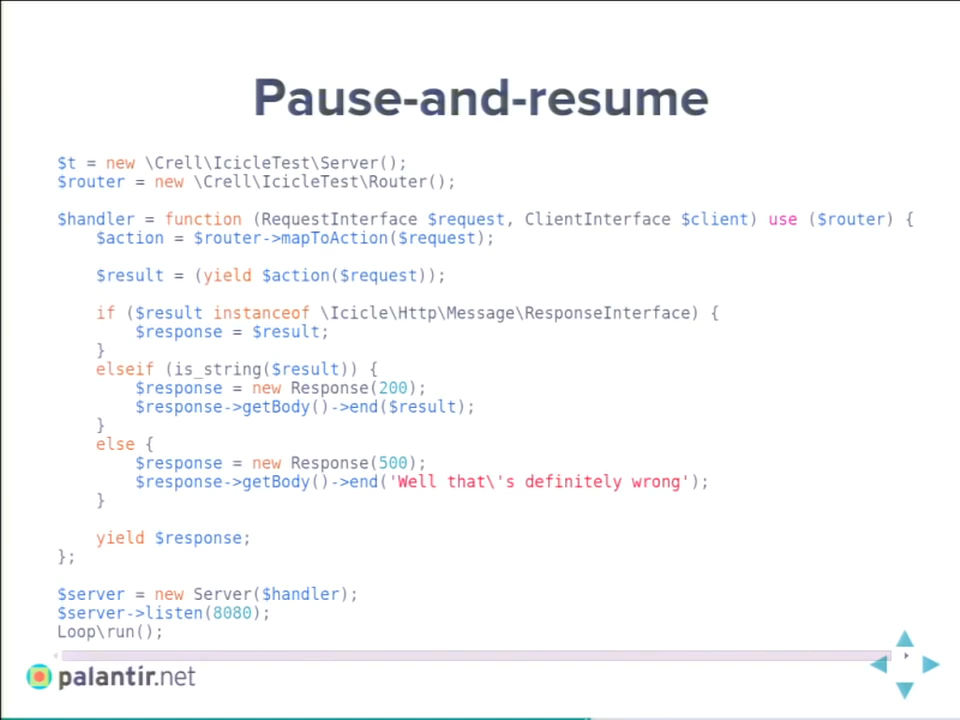 Pause-and-resume
$t = new \Crell\IcicleTest\Server();
$router = new \Crell\IcicleTest\Router();
$handler = function (RequestInterface $request, ClientInterface $client) use ($router) {
    $action = $router->mapToAction($request);
    $result = (yield $action($request));
    if ($result instanceof \Icicle\Http\Message\ResponseInterface) {
        $response = $result;
    }
    elseif (is_string($result)) {
        $response = new Response(200);
        $response->getBody()->end($result);
    }
    else {
        $response = new Response(500);
        $response->getBody()->end('Well that\'s definitely wrong');
    }
    yield $response;
};
$server = new Server($handler);
$server->listen(8080);
Loop\run();
palantir.net